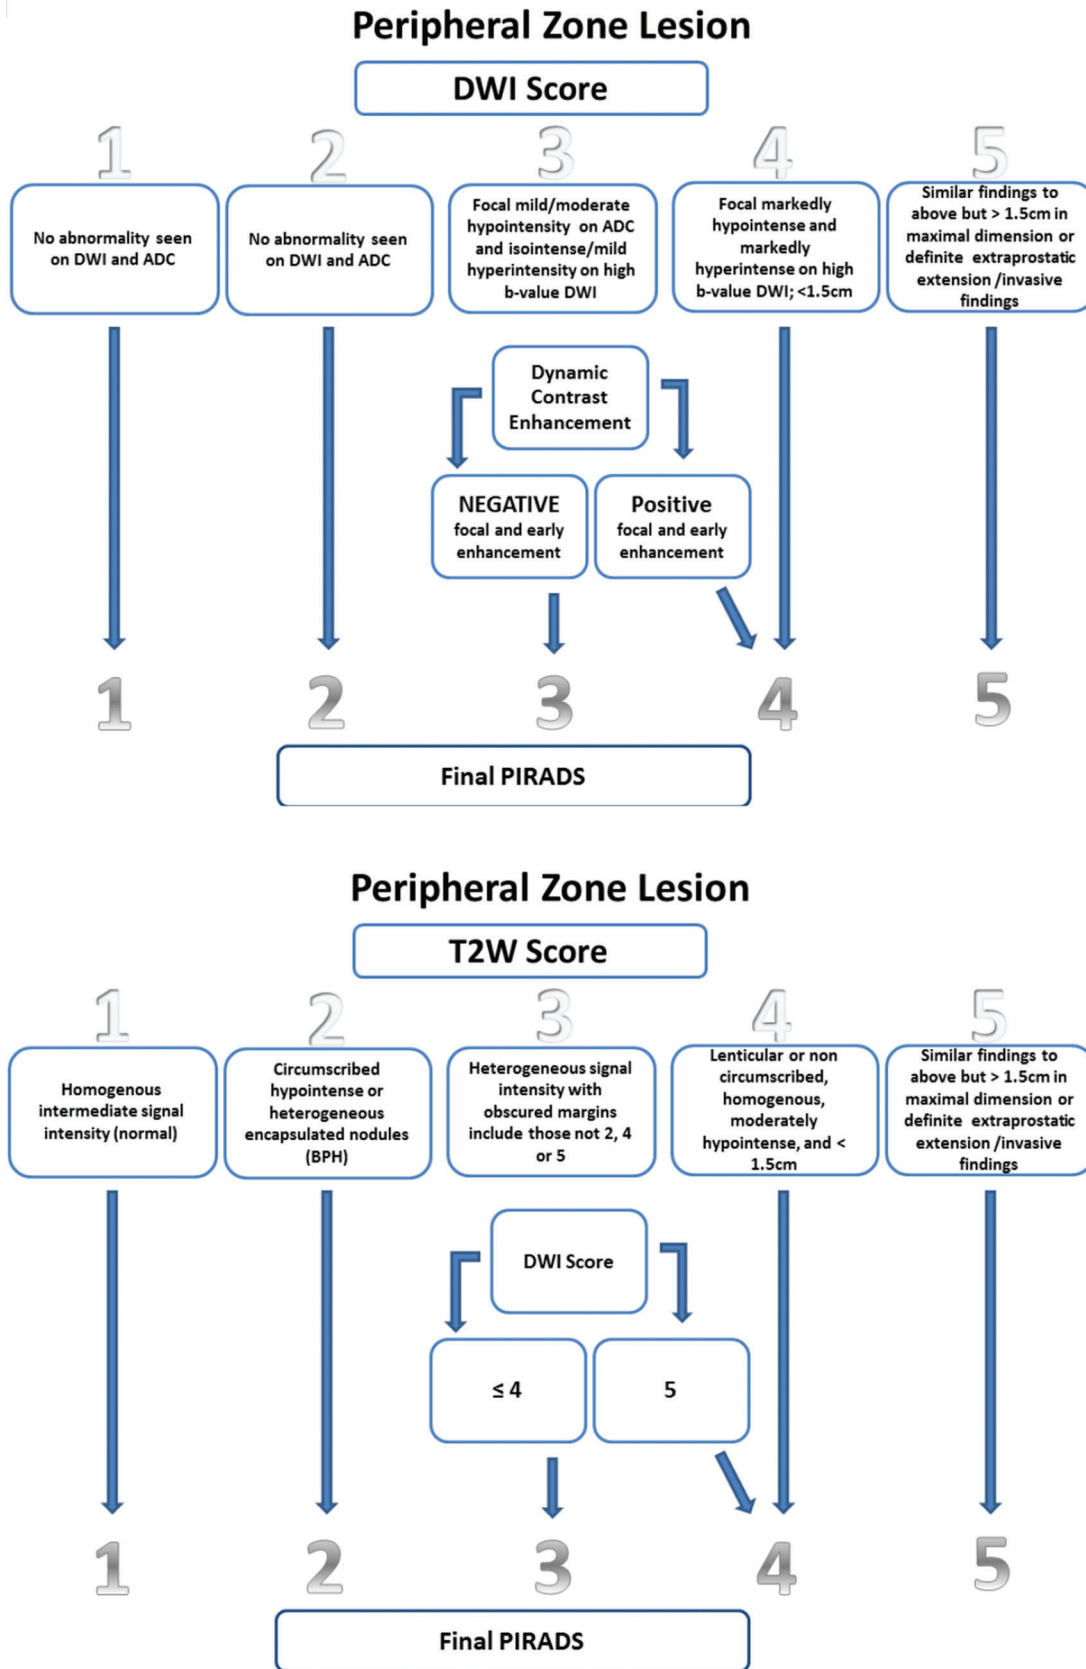 Peripheral Zone Lesion
DWI Score
1
2
3
4
5
No abnormality seen
on DWI and ADC
No abnormality seen
on DWI and ADC
Focal mild/moderate
hypointensity on ADC
and isointense/mild
hyperintensity on high
b-value DWI
Focal markedly
hypointense and
markedly
hyperintense on high
b-value DWI; <1.5cm
Similar findings to
above but > 1.5cm in
maximal dimension or
definite extraprostatic
extension /invasive
findings
Dynamic
Contrast
Enhancement
NEGATIVE
focal and early
enhancement
Positive
focal and early
enhancement
1
2
3
4
5
Final PIRADS
Peripheral Zone Lesion
T2W Score
1
2
3
4
5
Homogenous
intermediate signal
intensity (normal)
Circumscribed
hypointense or
heterogeneous
encapsulated nodules
(BPH)
Heterogeneous signal
intensity with
obscured margins
include those not 2, 4
or 5
Lenticular or non
circumscribed,
homogenous,
moderately
hypointense, and <
1.5cm
Similar findings to
above but > 1.5cm in
maximal dimension or
definite extraprostatic
extension /invasive
findings
DWI Score
≤ 4
5
1
2
3
4
5
Final PIRADS